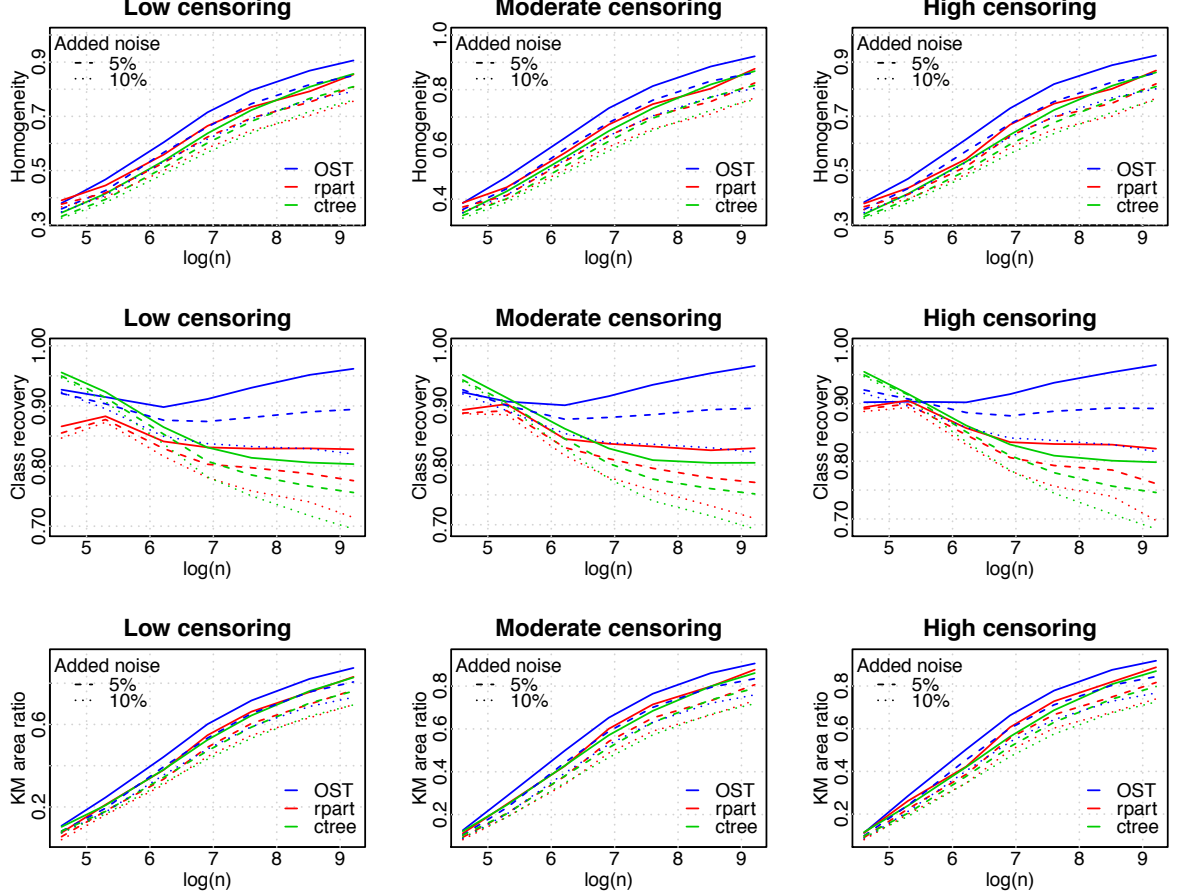 Low censoring
Homogeneity
0.3 0.5 0.7 0.9
Added noise
5%
10%
OST
rpart
ctree
5 6 7 8 9
log(n)
Moderate censoring
Homogeneity
0.4 0.6 0.8 1.0
Added noise
5%
10%
OST
rpart
ctree
5 6 7 8 9
log(n)
High censoring
Homogeneity
0.3 0.5 0.7 0.9
Added noise
5%
10%
OST
rpart
ctree
5 6 7 8 9
log(n)
Low censoring
Class recovery
0.70 0.80 0.90 1.00
5 6 7 8 9
log(n)
Moderate censoring
Class recovery
0.70 0.80 0.90 1.00
5 6 7 8 9
log(n)
High censoring
Class recovery
0.70 0.80 0.90 1.00
5 6 7 8 9
log(n)
Low censoring
KM area ratio
0.2 0.6
Added noise
5%
10%
OST
rpart
ctree
5 6 7 8 9
log(n)
Moderate censoring
KM area ratio
0.2 0.4 0.6 0.8
Added noise
5%
10%
OST
rpart
ctree
5 6 7 8 9
log(n)
High censoring
KM area ratio
0.2 0.4 0.6 0.8
Added noise
5%
10%
OST
rpart
ctree
5 6 7 8 9
log(n)